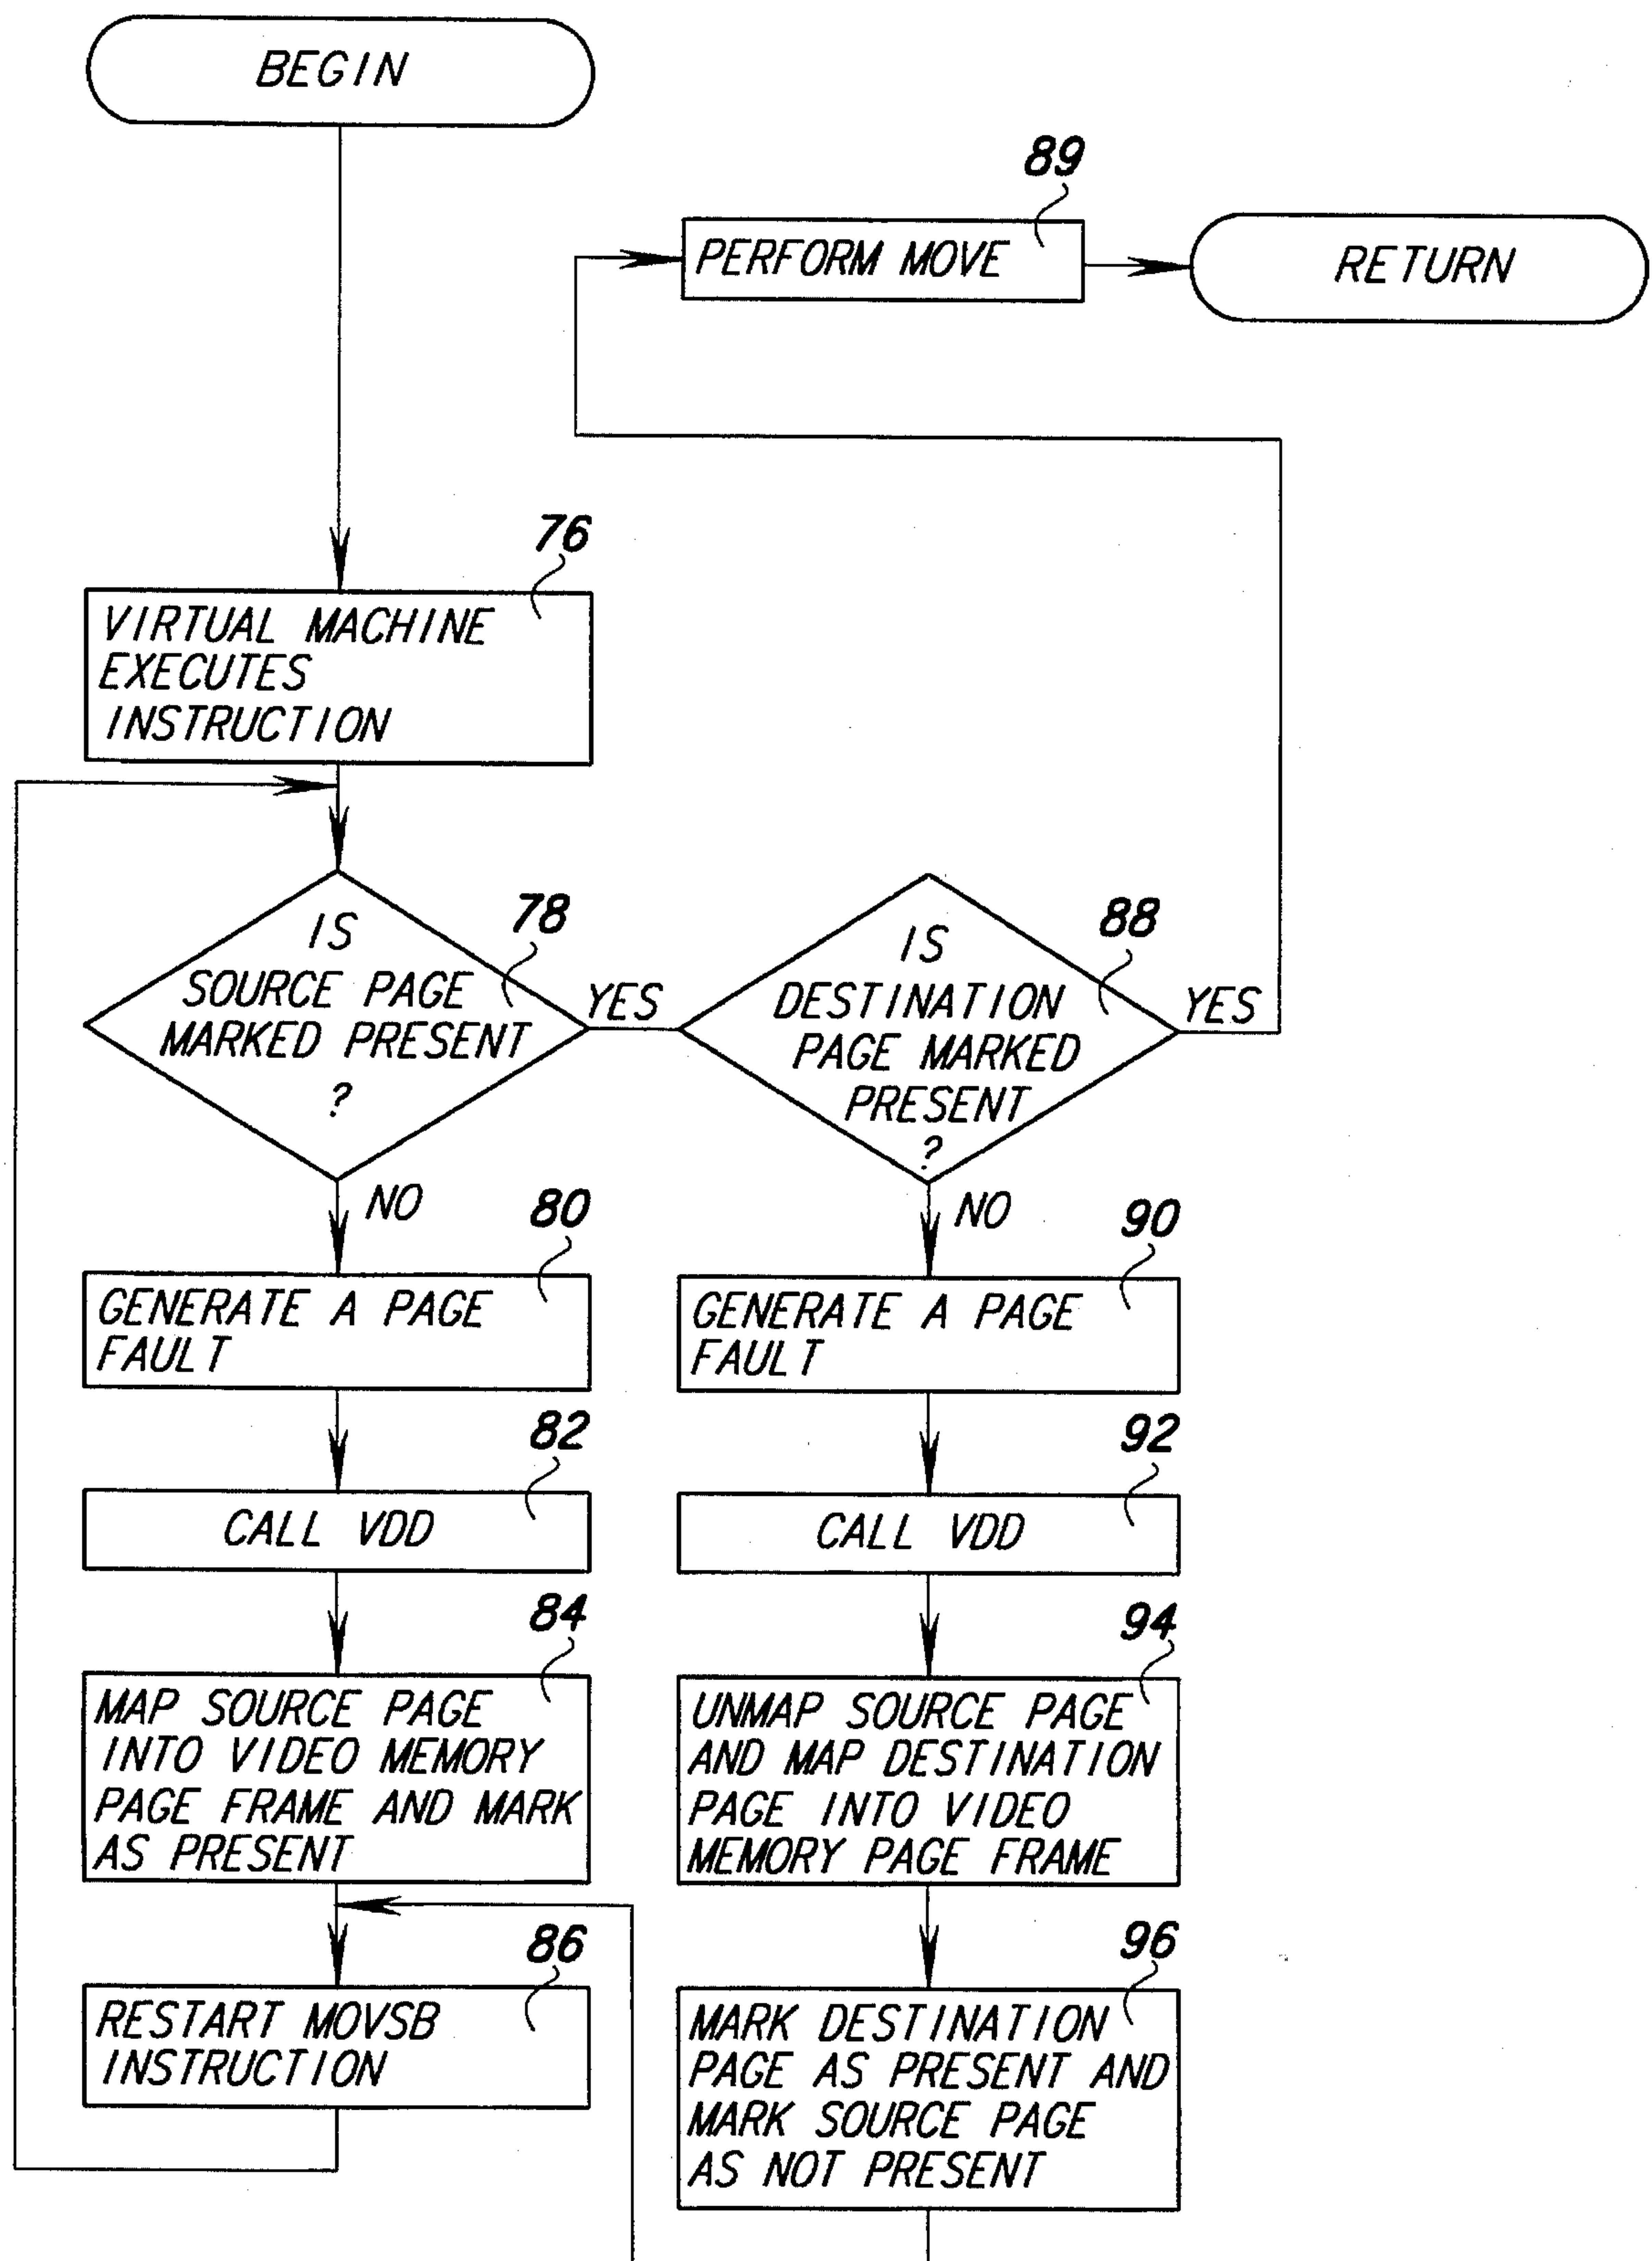 BEGIN
89
PERFORM MOVE
RETURN
76
VIRTUAL MACHINE
EXECUTES
INSTRUCTION
78
IS
SOURCE PAGE
MARKED PRESENT
?
YES
88
IS
DESTINATION
PAGE MARKED
PRESENT
?
YES
NO
NO
80
GENERATE A PAGE
FAULT
90
GENERATE A PAGE
FAULT
82
CALL VDD
92
CALL VDD
84
MAP SOURCE PAGE
INTO VIDEO MEMORY
PAGE FRAME AND MARK
AS PRESENT
94
UNMAP SOURCE PAGE
AND MAP DESTINATION
PAGE INTO VIDEO
MEMORY PAGE FRAME
86
RESTART MOVSB
INSTRUCTION
96
MARK DESTINATION
PAGE AS PRESENT AND
MARK SOURCE PAGE
AS NOT PRESENT